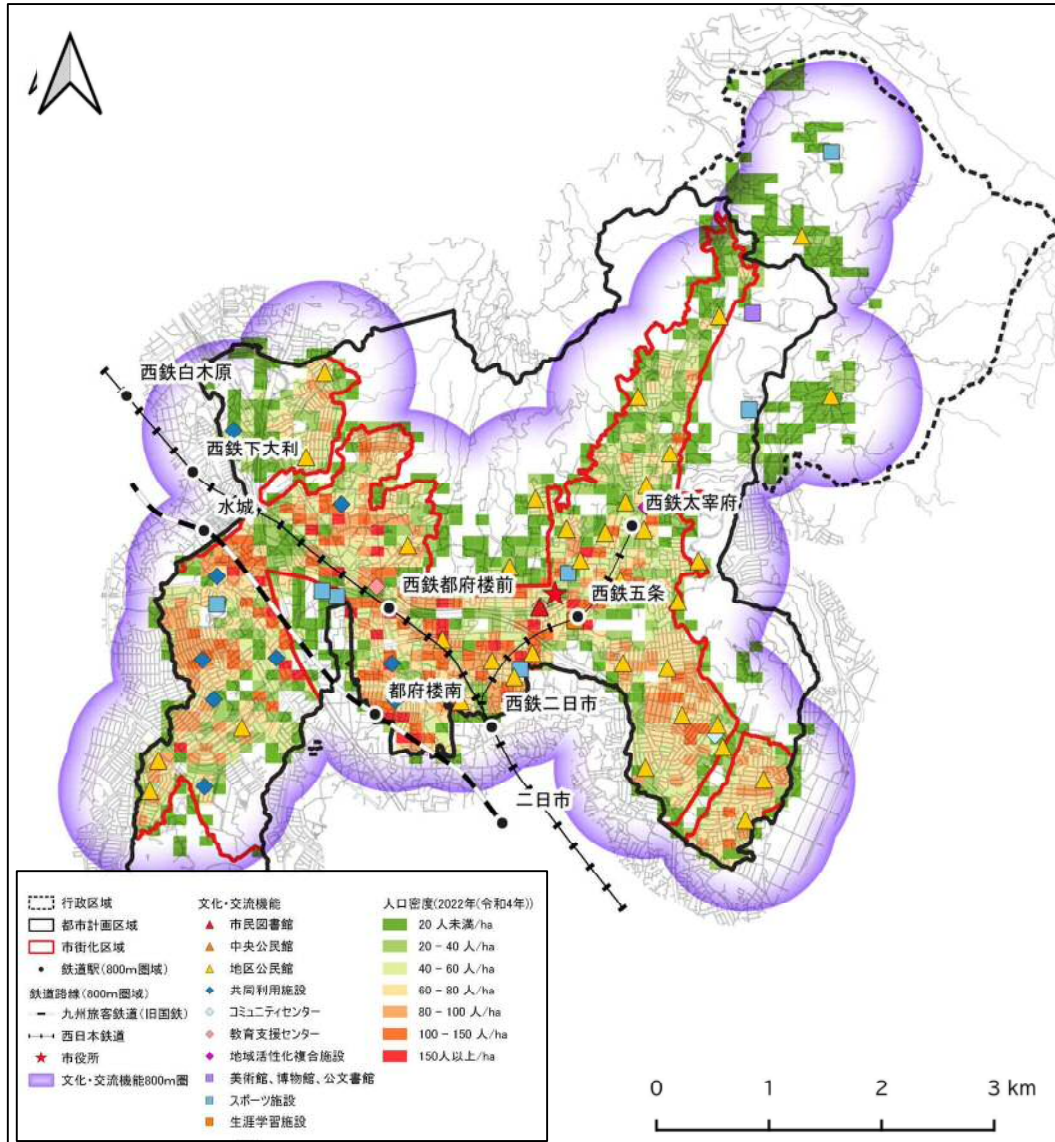 西鉄白木原
西鉄下大利
水城
西鉄太宰府
西鉄都府楼前
西鉄五条
都府楼南
西鉄二日市
二日市
行政区域
都市計画区域
市街化区域
鉄道駅(800m圏域)
鉄道路線(800m圏域)
九州旅客鉄道(旧国鉄)
西日本鉄道
市役所
文化・交流機能800m圏
文化・交流機能
市民図書館
中央公民館
地区公民館
共同利用施設
コミュニティセンター
教育支援センター
地域活性化複合施設
美術館、博物館、公文書館
スポーツ施設
生涯学習施設
人口密度(2022年(令和4年))
20 人未満/ha
20 - 40 人/ha
40 - 60 人/ha
60 - 80 人/ha
80 - 100 人/ha
100 - 150 人/ha
150人以上/ha
0 1 2 3 km